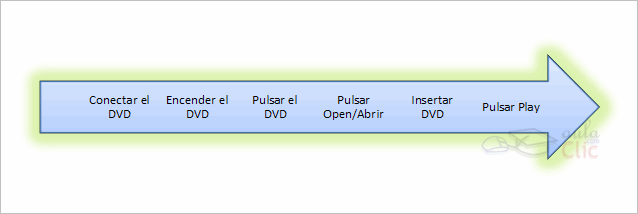 Conectar el DVD
Encender el DVD
Pulsar el DVD
Pulsar Open/Abrir
Insertar DVD
Pulsar Play
aula Clic